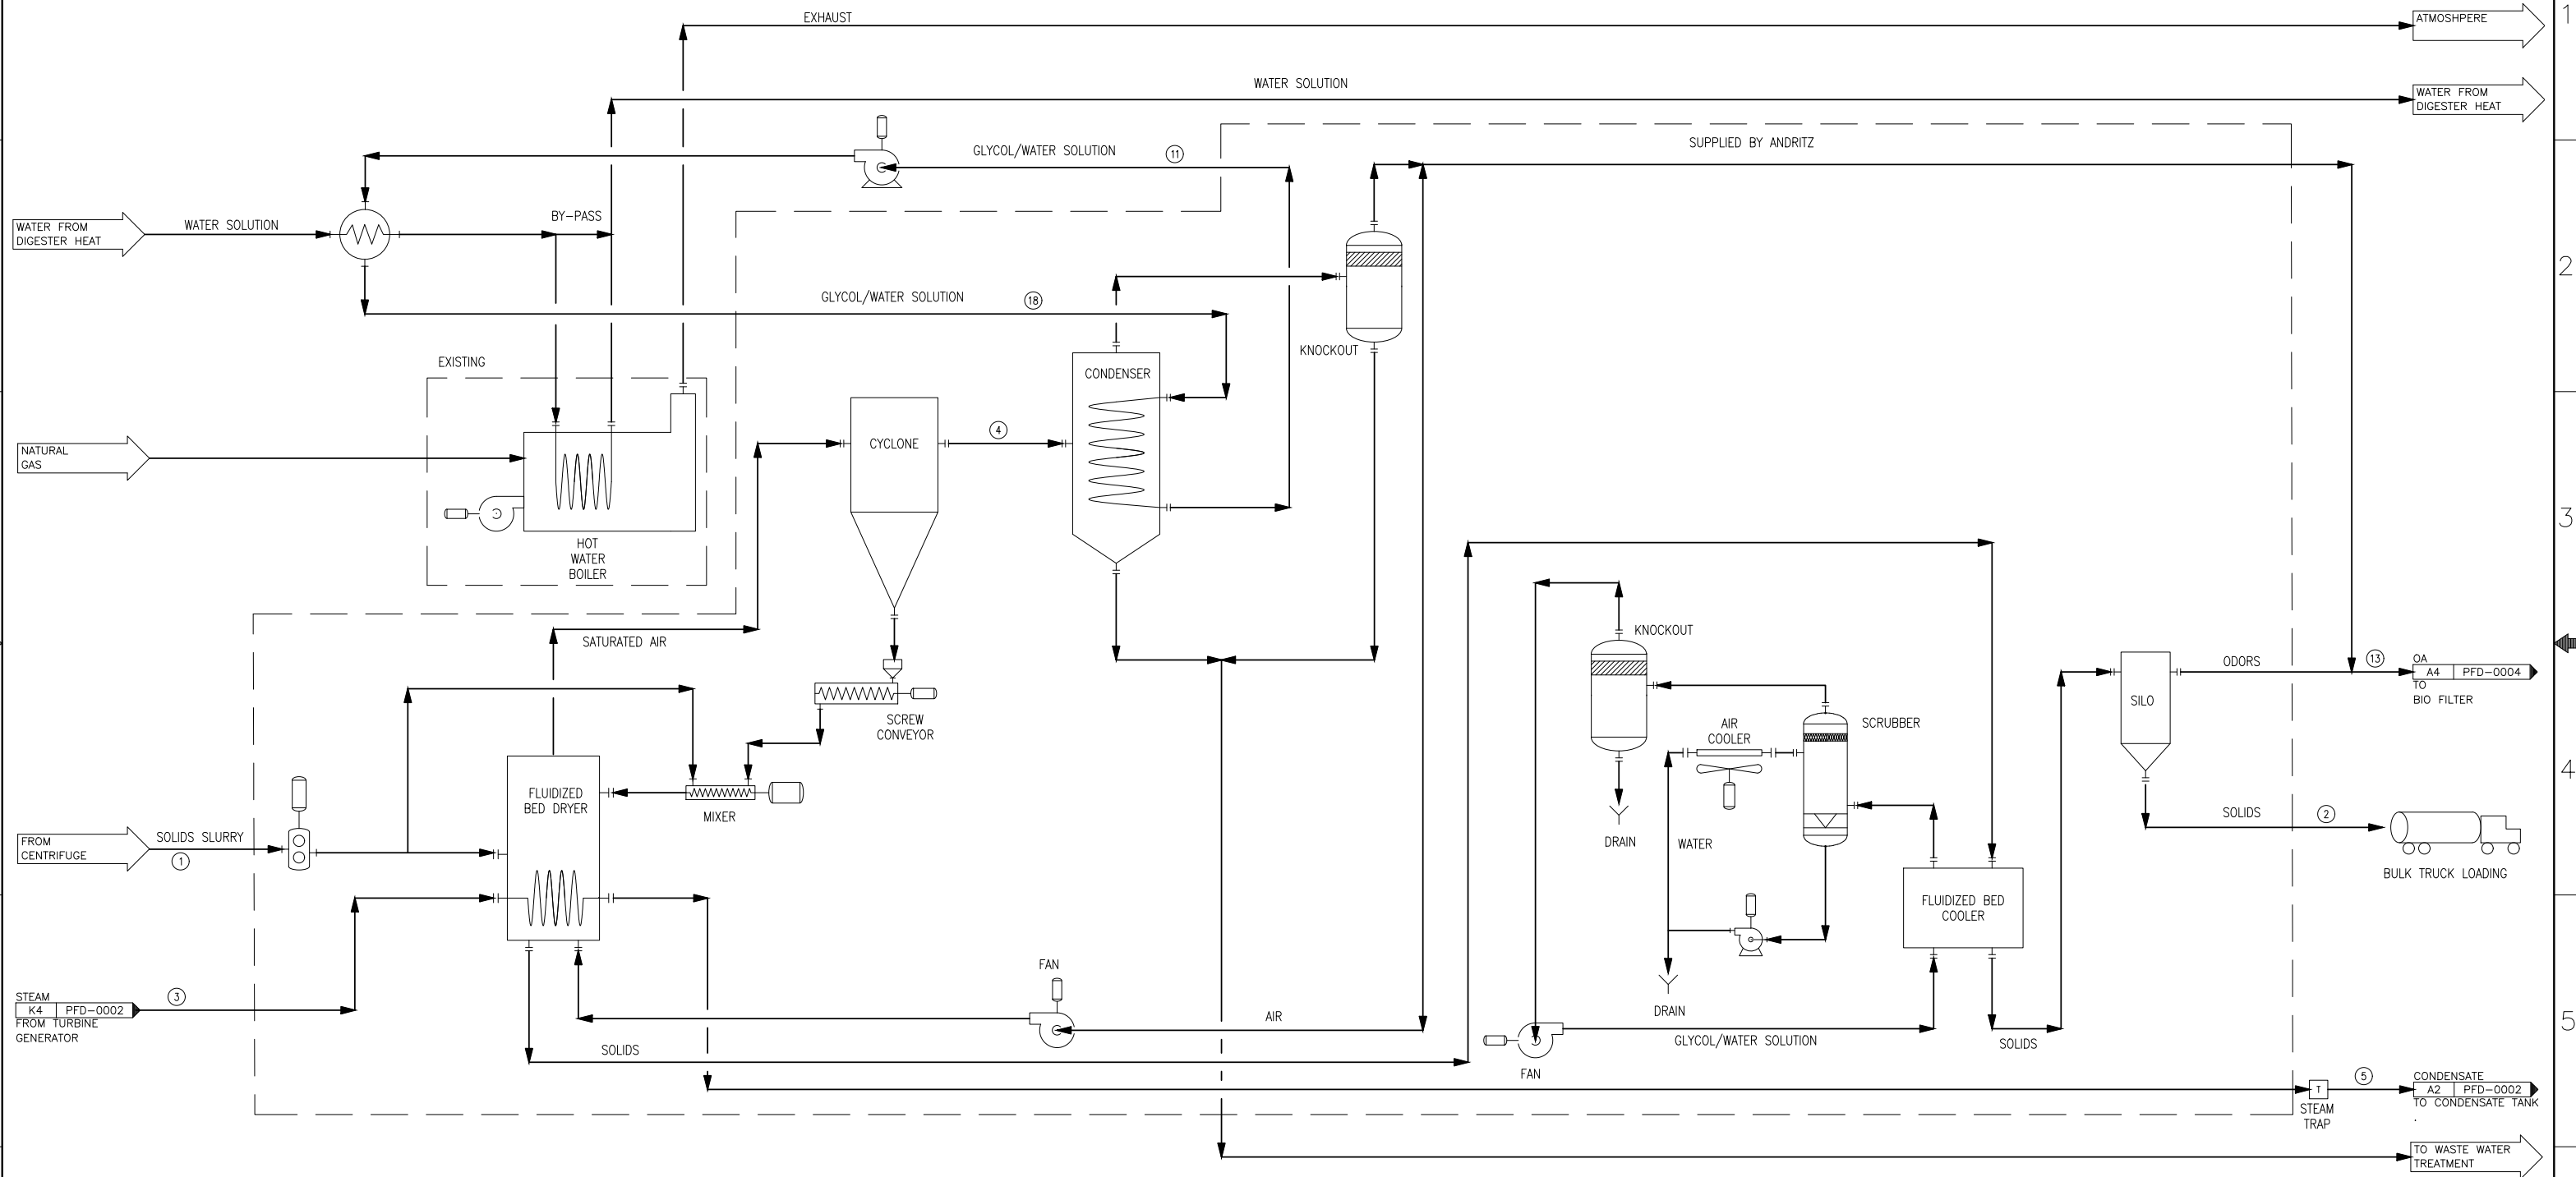 EXHAUST
ATMOSHPERE
1
WATER SOLUTION
WATER FROM
DIGESTER HEAT
GLYCOL/WATER SOLUTION
11
SUPPLIED BY ANDRITZ
WATER FROM
DIGESTER HEAT
WATER SOLUTION
BY-PASS
2
GLYCOL/WATER SOLUTION
18
KNOCKOUT
EXISTING
CONDENSER
NATURAL
GAS
CYCLONE
4
HOT
WATER
BOILER
3
SATURATED AIR
KNOCKOUT
SCREW
CONVEYOR
AIR
COOLER
SCRUBBER
SILO
ODORS
13
OA
A4 PFD-0004
TO
BIO FILTER
FLUIDIZED
BED DRYER
MIXER
4
FROM
CENTRIFUGE
SOLIDS SLURRY
1
DRAIN
WATER
SOLIDS
2
BULK TRUCK LOADING
FLUIDIZED BED
COOLER
STEAM
K4 PFD-0002
FROM TURBINE
GENERATOR
3
FAN
AIR
DRAIN
SOLIDS
FAN
GLYCOL/WATER SOLUTION
SOLIDS
5
T
STEAM
TRAP
5
CONDENSATE
A2 PFD-0002
TO CONDENSATE TANK
.
TO WASTE WATER
TREATMENT